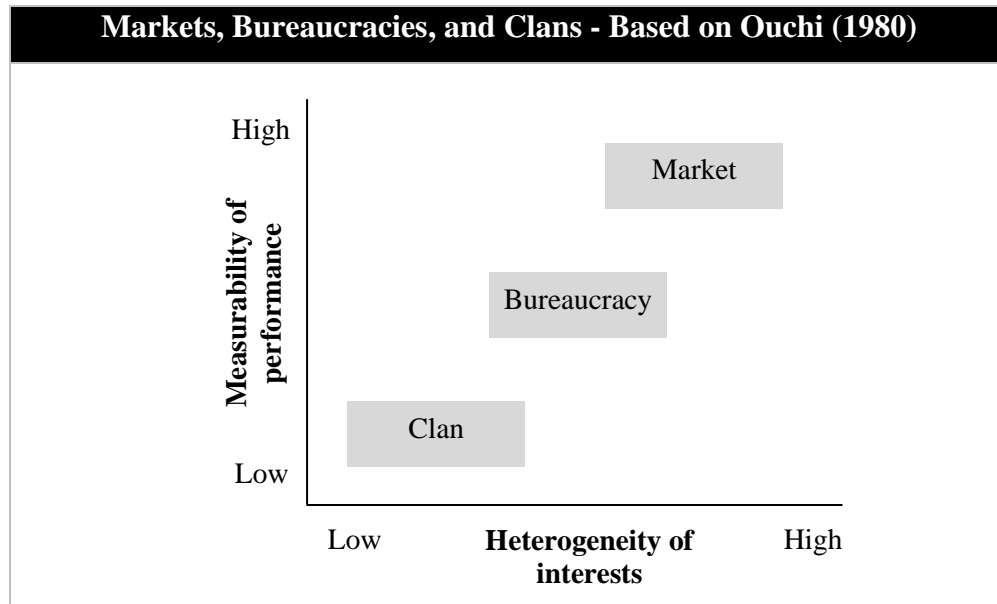 Markets, Bureaucracies, and Clans - Based on Ouchi (1980)
High
Market
Measurability of
performance
Bureaucracy
Clan
Low
Low
Heterogeneity of
interests
High